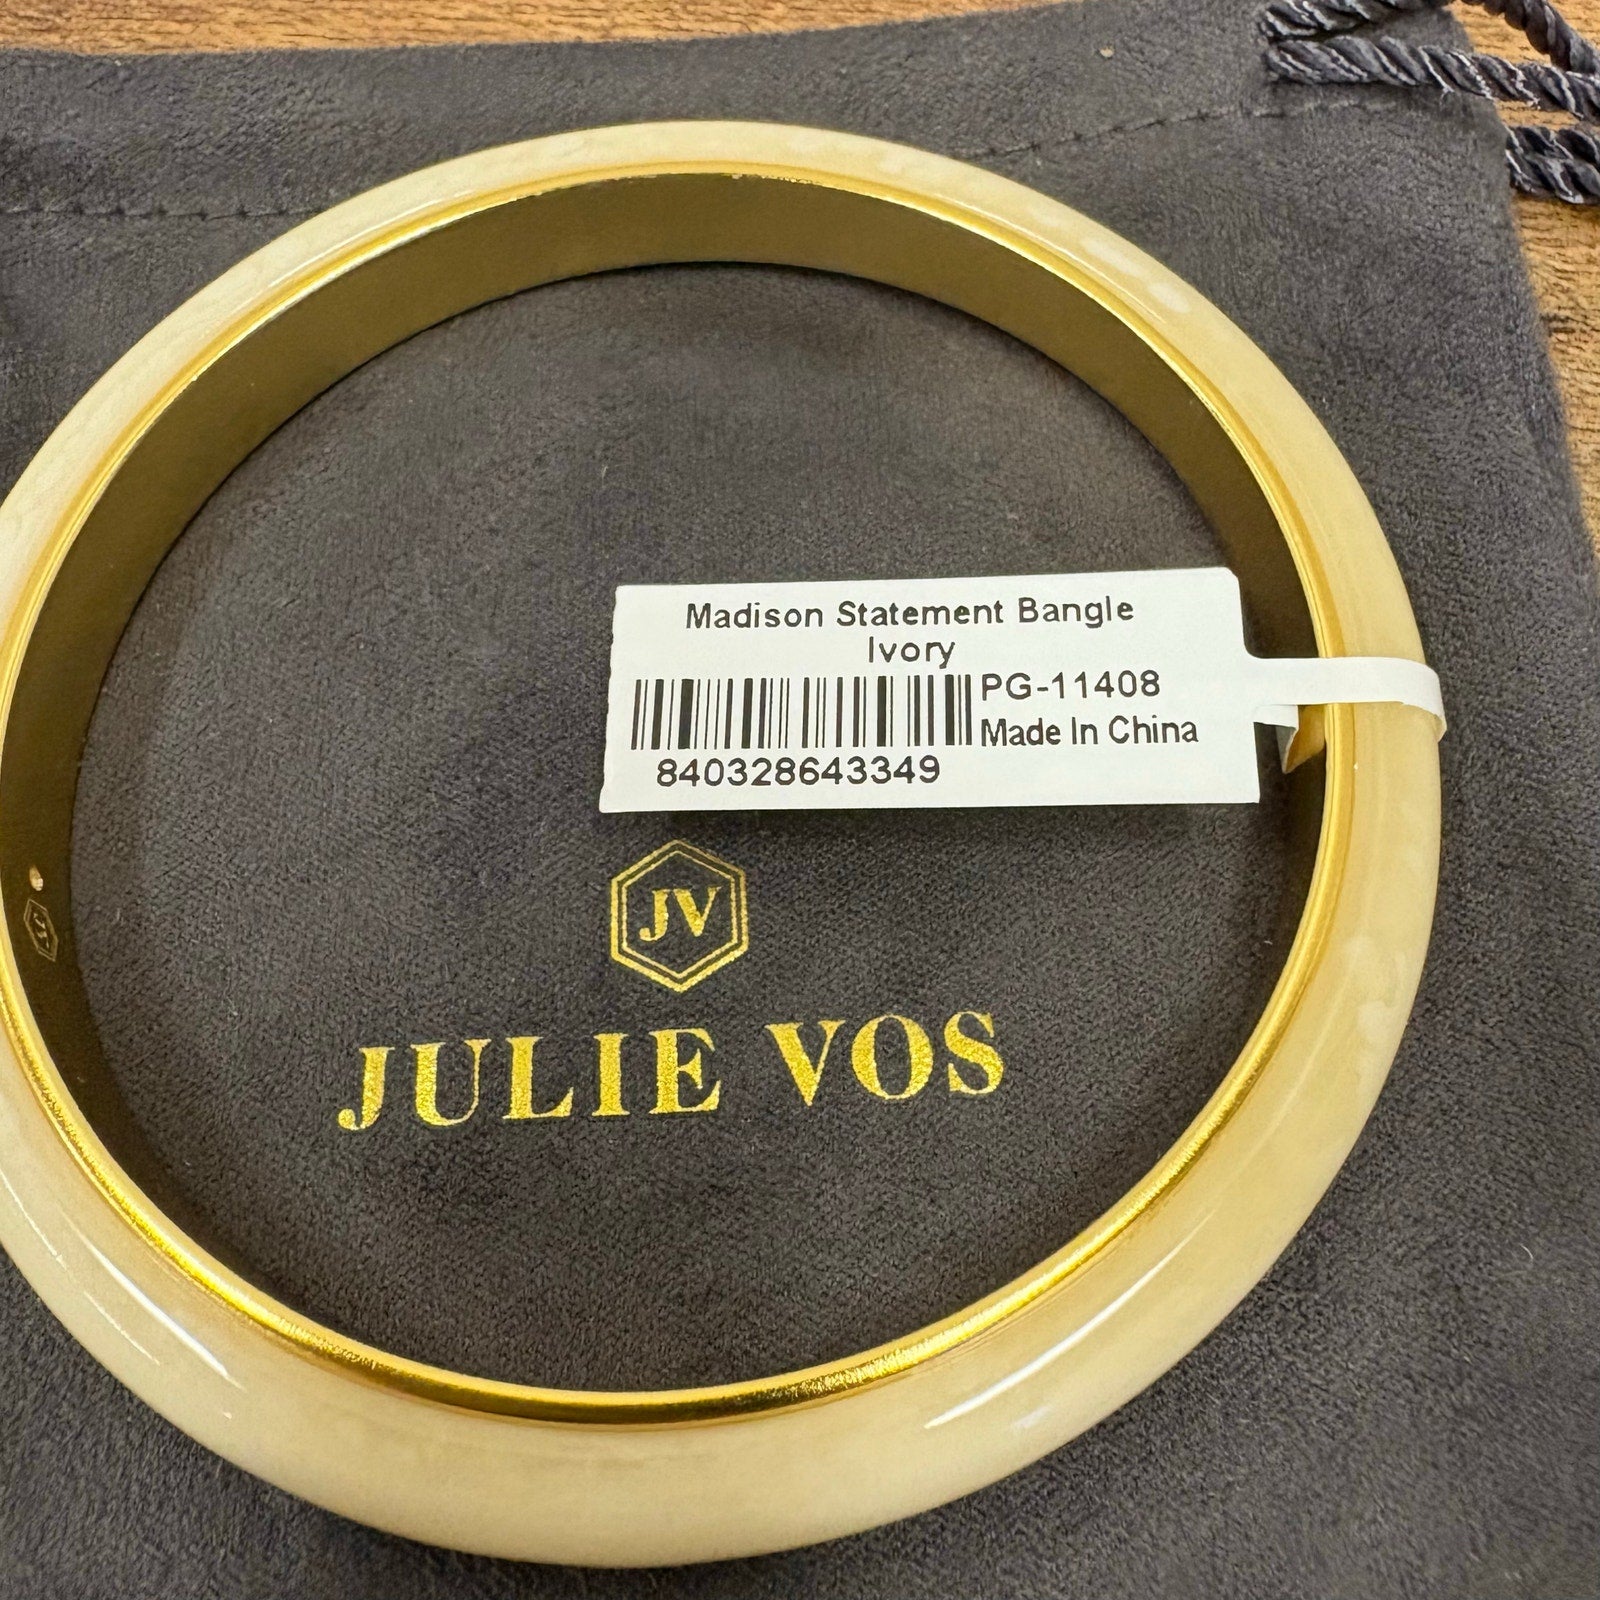 Madison Statement Bangle
Ivory
PG-11408
Made In China
840328643349
JV
JULIE VOS